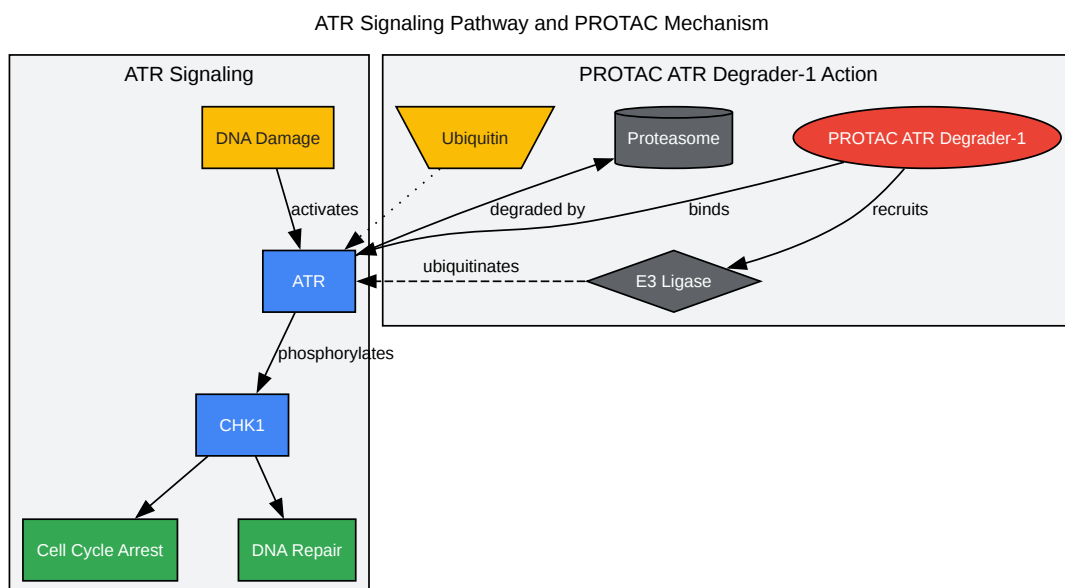 ATR Signaling Pathway and PROTAC Mechanism
ATR Signaling
PROTAC ATR Degrader-1 Action
DNA Damage
Ubiquitin
Proteasome
PROTAC ATR Degrader-1
activates
degraded by
binds
recruits
ATR
ubiquitinates
E3 Ligase
phosphorylates
CHK1
Cell Cycle Arrest
DNA Repair